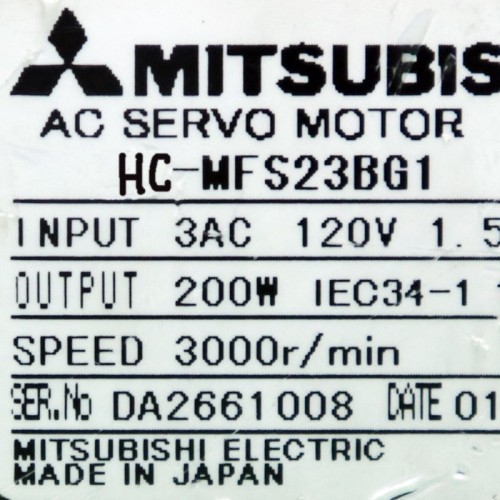 MITSUBIS
AC SERVO MOTOR
HC-MFS23BG1
INPUT 3AC 120V 1.5
OUTPUT 200W IEC34-1
SPEED 3000r/min
SER.No DA2661008 DATE 01
MITSUBISHI ELECTRIC
MADE IN JAPAN